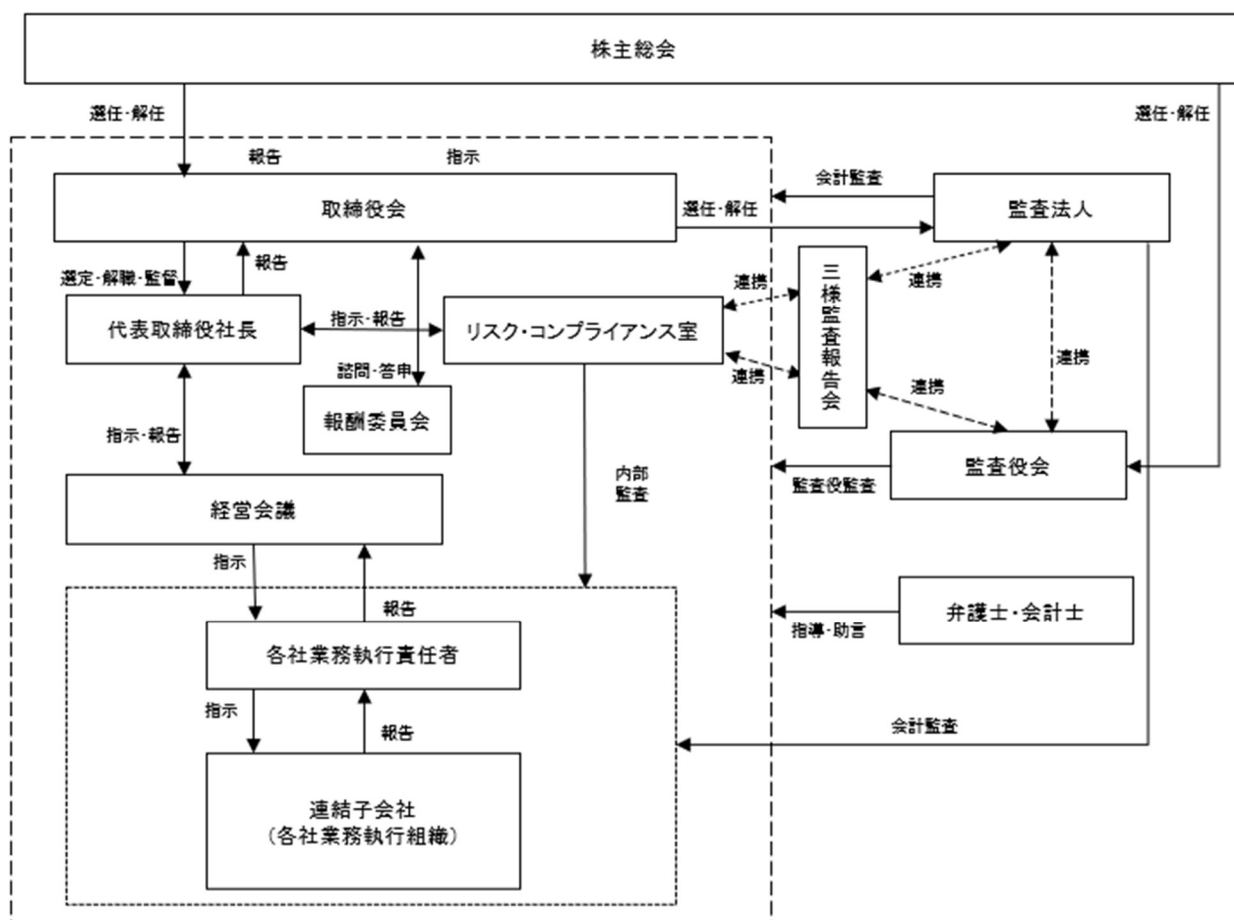 株主総会
選任・解任
選任・解任
報告
指示
取締役会
選任・解任
会計監査
監査法人
選定・解職・監督
報告
代表取締役社長
指示・報告
リスク・コンプライアンス室
連携
連携
三様監査報告会
連携
連携
連携
諮問・答申
報酬委員会
指示・報告
内部
監査
監査役会
監査役監査
経営会議
指示
報告
弁護士・会計士
指導・助言
各社業務執行責任者
指示
報告
会計監査
連結子会社
(各社業務執行組織)